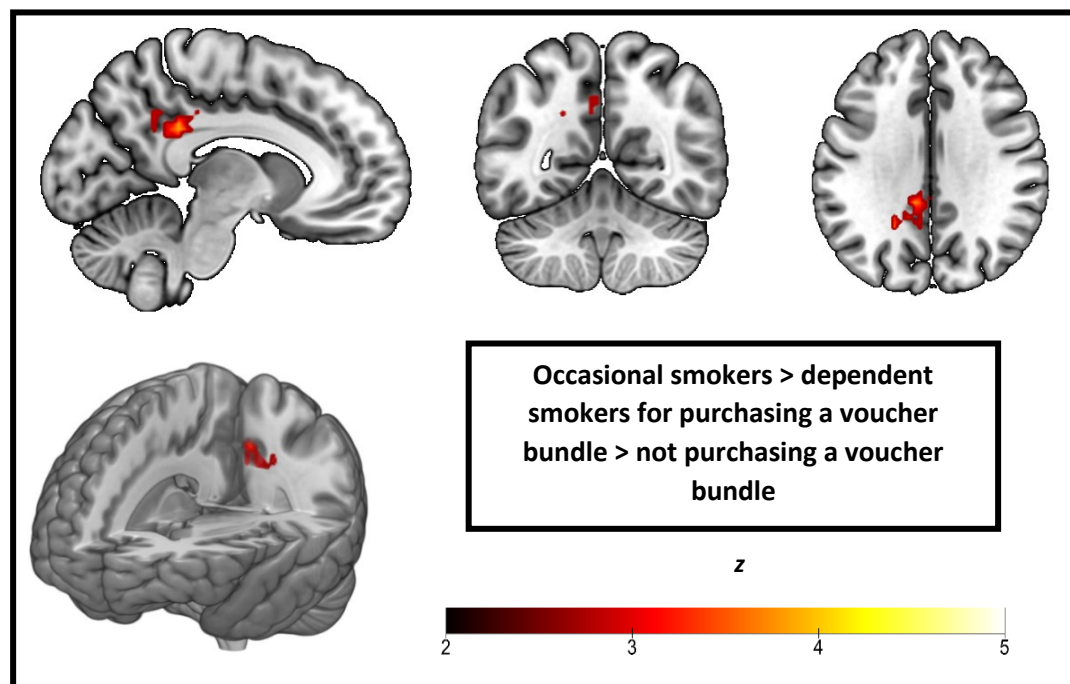 Occasional smokers > dependent
smokers for purchasing a voucher
bundle > not purchasing a voucher
bundle
z
2 3 4 5